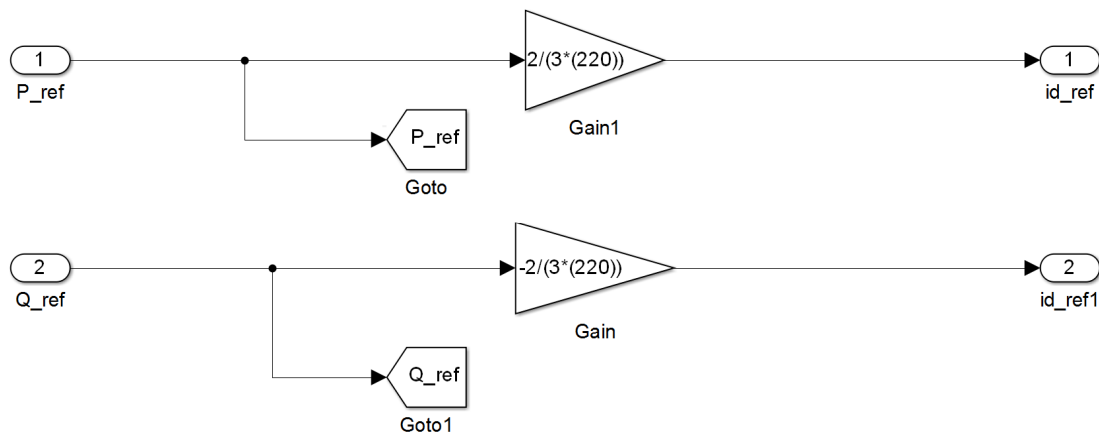 1
P_ref
2/(3*(220))
Gain1
1
id_ref
P_ref
Goto
2
Q_ref
-2/(3*(220))
Gain
2
id_ref1
Q_ref
Goto1